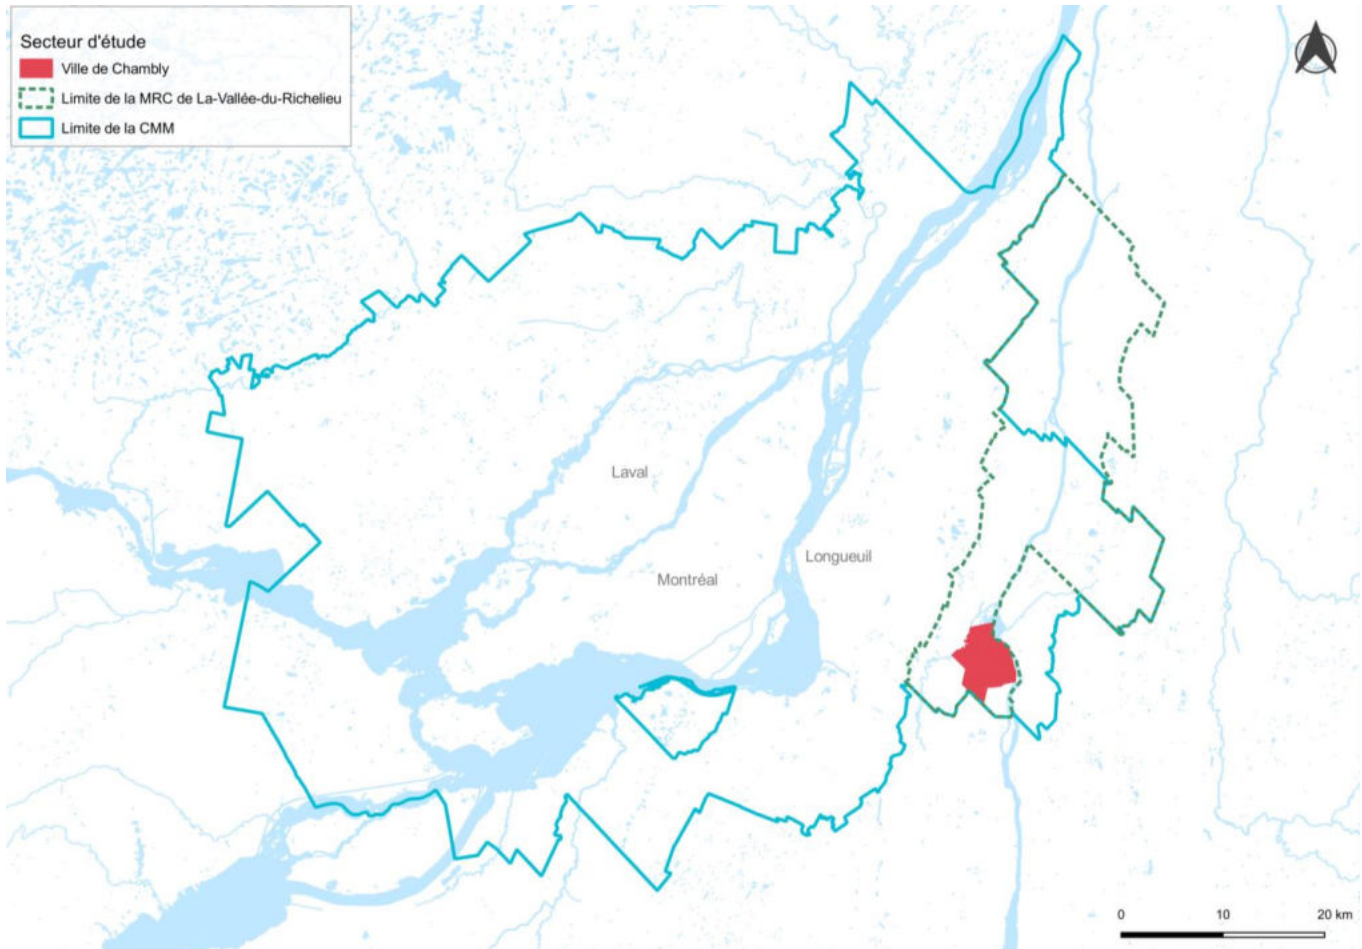 Secteur d'étude
Ville de Chambly
Limite de la MRC de La-Vallée-du-Richelieu
Limite de la CMM
Laval
Longueuil
Montréal
0 10 20 km